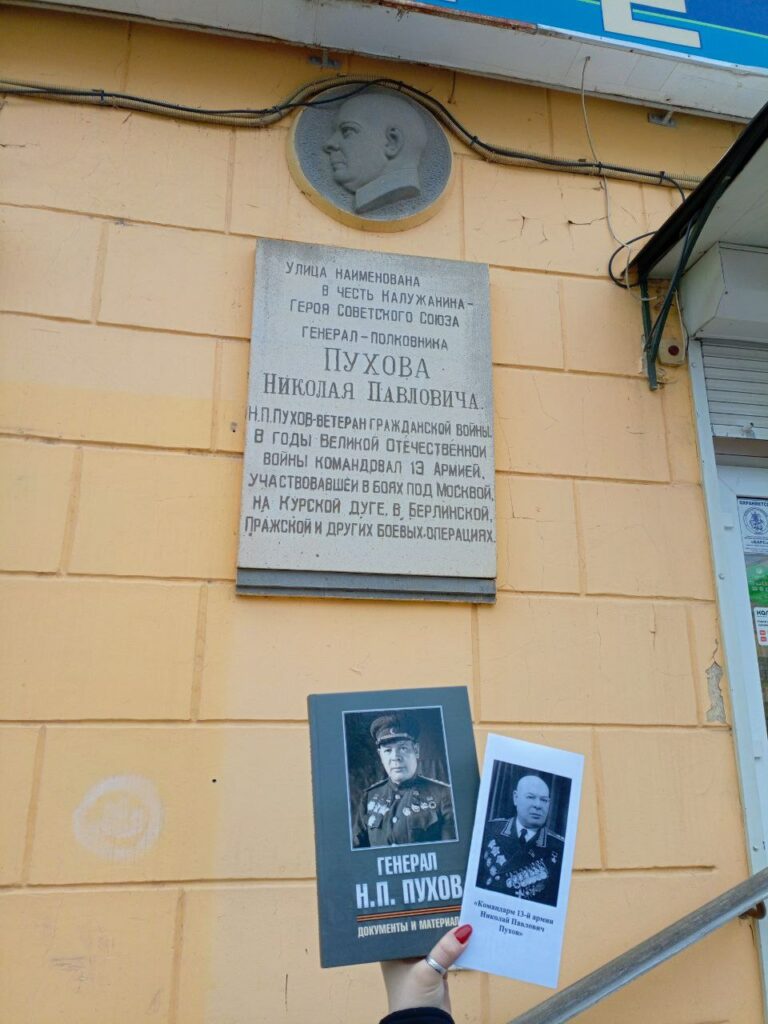 Е
УЛИЦА НАИМЕНОВАНА
В ЧЕСТЬ КАЛУЖАНИНА-
ГЕРОЯ СОВЕТСКОГО СОЮЗА
ГЕНЕРАЛ-ПОЛКОВНИКА
ПУХОВА
НИКОЛАЯ ПАВЛОВИЧА.
Н.П.ПУХОВ-ВЕТЕРАН ГРАЖДАНСКОЙ ВОЙНЫ.
В ГОДЫ ВЕЛИКОЙ ОТЕЧЕСТВЕННОЙ
ВОЙНЫ КОМАНДОВАЛ 13 АРМИЕЙ,
УЧАСТВОВАВШЕЙ В БОЯХ ПОД МОСКВОЙ,
НА КУРСКОЙ ДУГЕ, В БЕРЛИНСКОЙ,
ПРАЖСКОЙ И ДРУГИХ БОЕВЫХ ОПЕРАЦИЯХ.
ГЕНЕРАЛ
Н.П. ПУХОВ
ДОКУМЕНТЫ И МАТЕРИАЛ
«Командарм 13-й армии
Николай Павлович
Пухов»